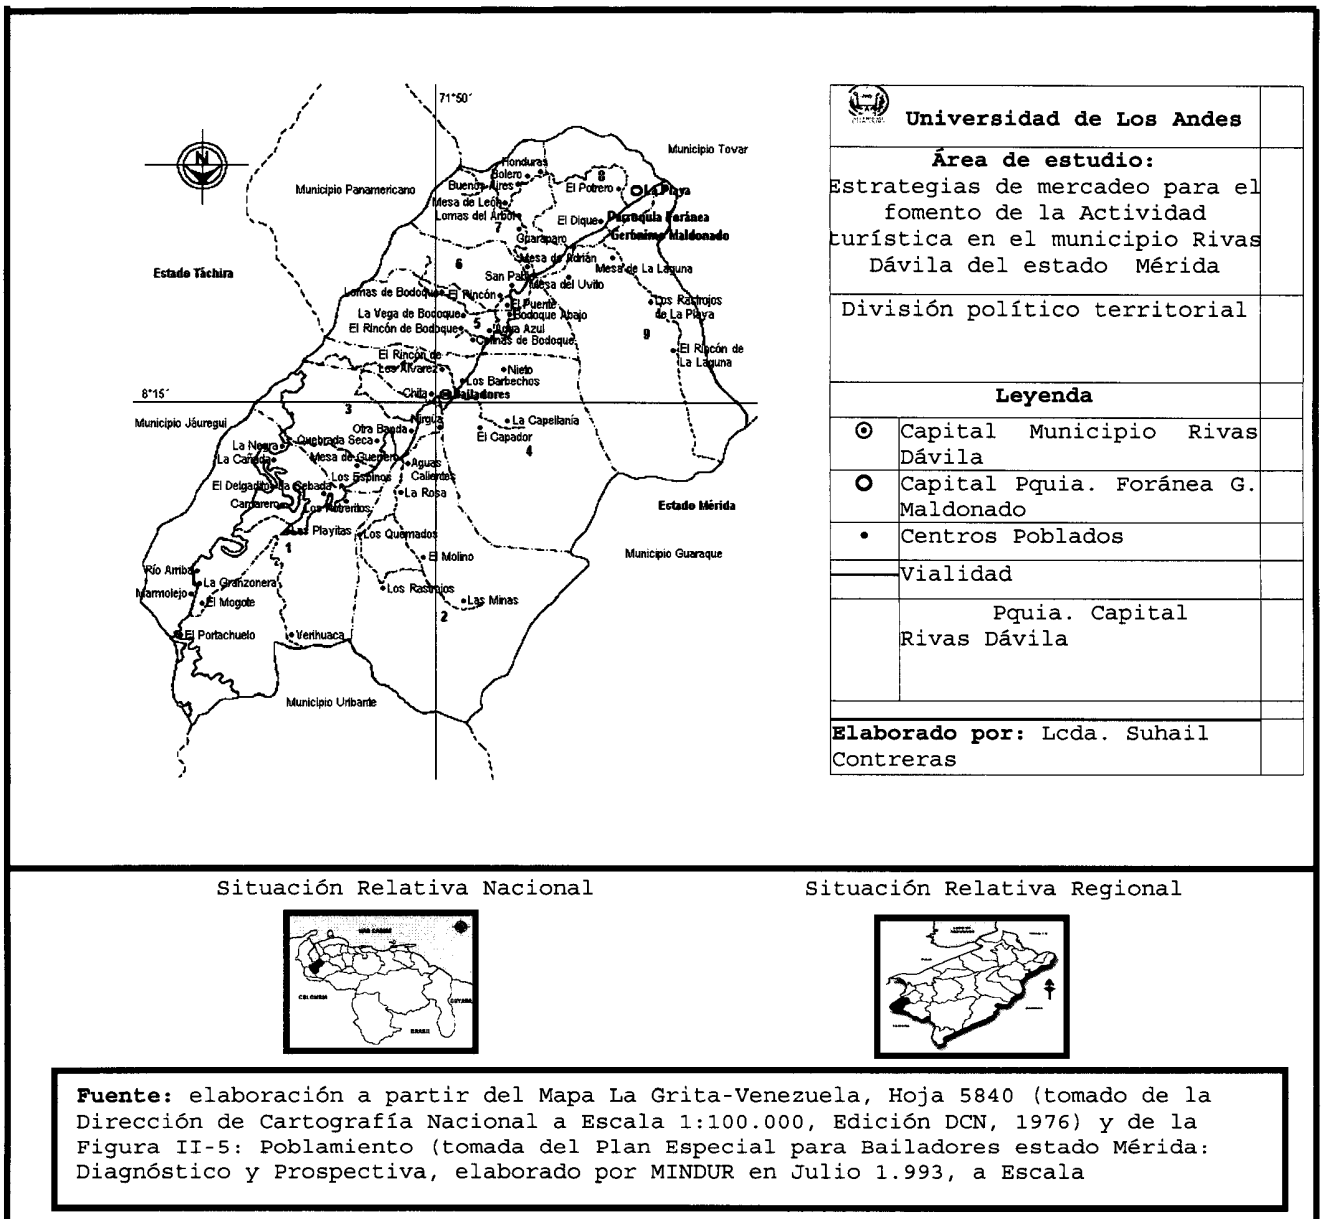 71°50´
N
Municipio Tovar
Municipio Panamericano
Honduras
Bolero
Buenos Aires
8
El Potrero
La Playa
Mesa de León
Lomas del Arbol
7
El Dique
Parroquia Foránea
Gerónimo Maldonado
Guaraparo
Estado Táchira
6
Mesa de Adrián
Mesa de La Laguna
San Pablo
Mesa del Uvito
Lomas de Bodoque
El Rincón
El Puente
Los Rastrojos
de La Playa
La Vega de Bodoque
Bodoque Abajo
El Rincón de Bodoque
5
Agua Azul
9
Colinas de Bodoque
El Rincón de
Los Alvarez
El Rincón de
La Laguna
Nieto
Los Barbechos
8°15´
Chita
Bailadores
3
Municipio Jáuregui
Nirgua
La Capellanía
Otra Banda
El Capador
La Negra
Quebrada Seca
4
La Cañada
Mesa de Guerrero
Aguas
Calientes
Los Espinos
El Delgadito
La Cebada
La Rosa
Camarero
Los Potreritos
Estado Mérida
Las Playitas
Los Quemados
1
Municipio Guaraque
El Molino
Río Arriba
La Granzonera
Los Rastrojos
Marmolejo
El Mogote
Las Minas
2
El Portachuelo
Verihuaca
Municipio Uribante
Universidad de Los Andes
Área de estudio:
Estrategias de mercadeo para el
fomento de la Actividad
turística en el municipio Rivas
Dávila del estado Mérida
División político territorial
Leyenda
Capital Municipio Rivas
Dávila
Capital Pquia. Foránea G.
Maldonado
Centros Poblados
Vialidad
Pquia. Capital
Rivas Dávila
Elaborado por: Lcda. Suhail
Contreras
Situación Relativa Nacional
Situación Relativa Regional
MAR CARIBE
COLOMBIA
GUYANA
BRASIL
Fuente: elaboración a partir del Mapa La Grita-Venezuela, Hoja 5840 (tomado de la
Dirección de Cartografía Nacional a Escala 1:100.000, Edición DCN, 1976) y de la
Figura II-5: Poblamiento (tomada del Plan Especial para Bailadores estado Mérida:
Diagnóstico y Prospectiva, elaborado por MINDUR en Julio 1.993, a Escala